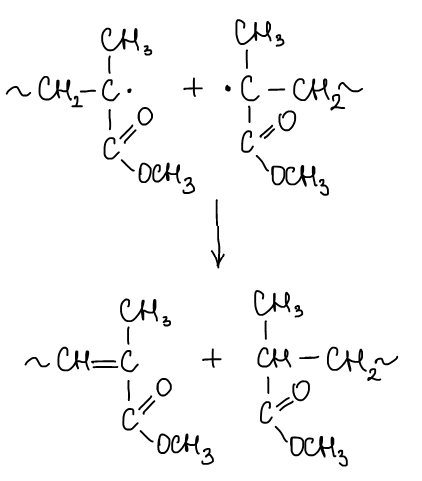 CH₃ CH₃
~CH₂–C· + ·C–CH₂~
C=O C=O
OCH₃ OCH₃
CH₃ CH₃
~CH=C + CH–CH₂~
C=O C=O
OCH₃ OCH₃